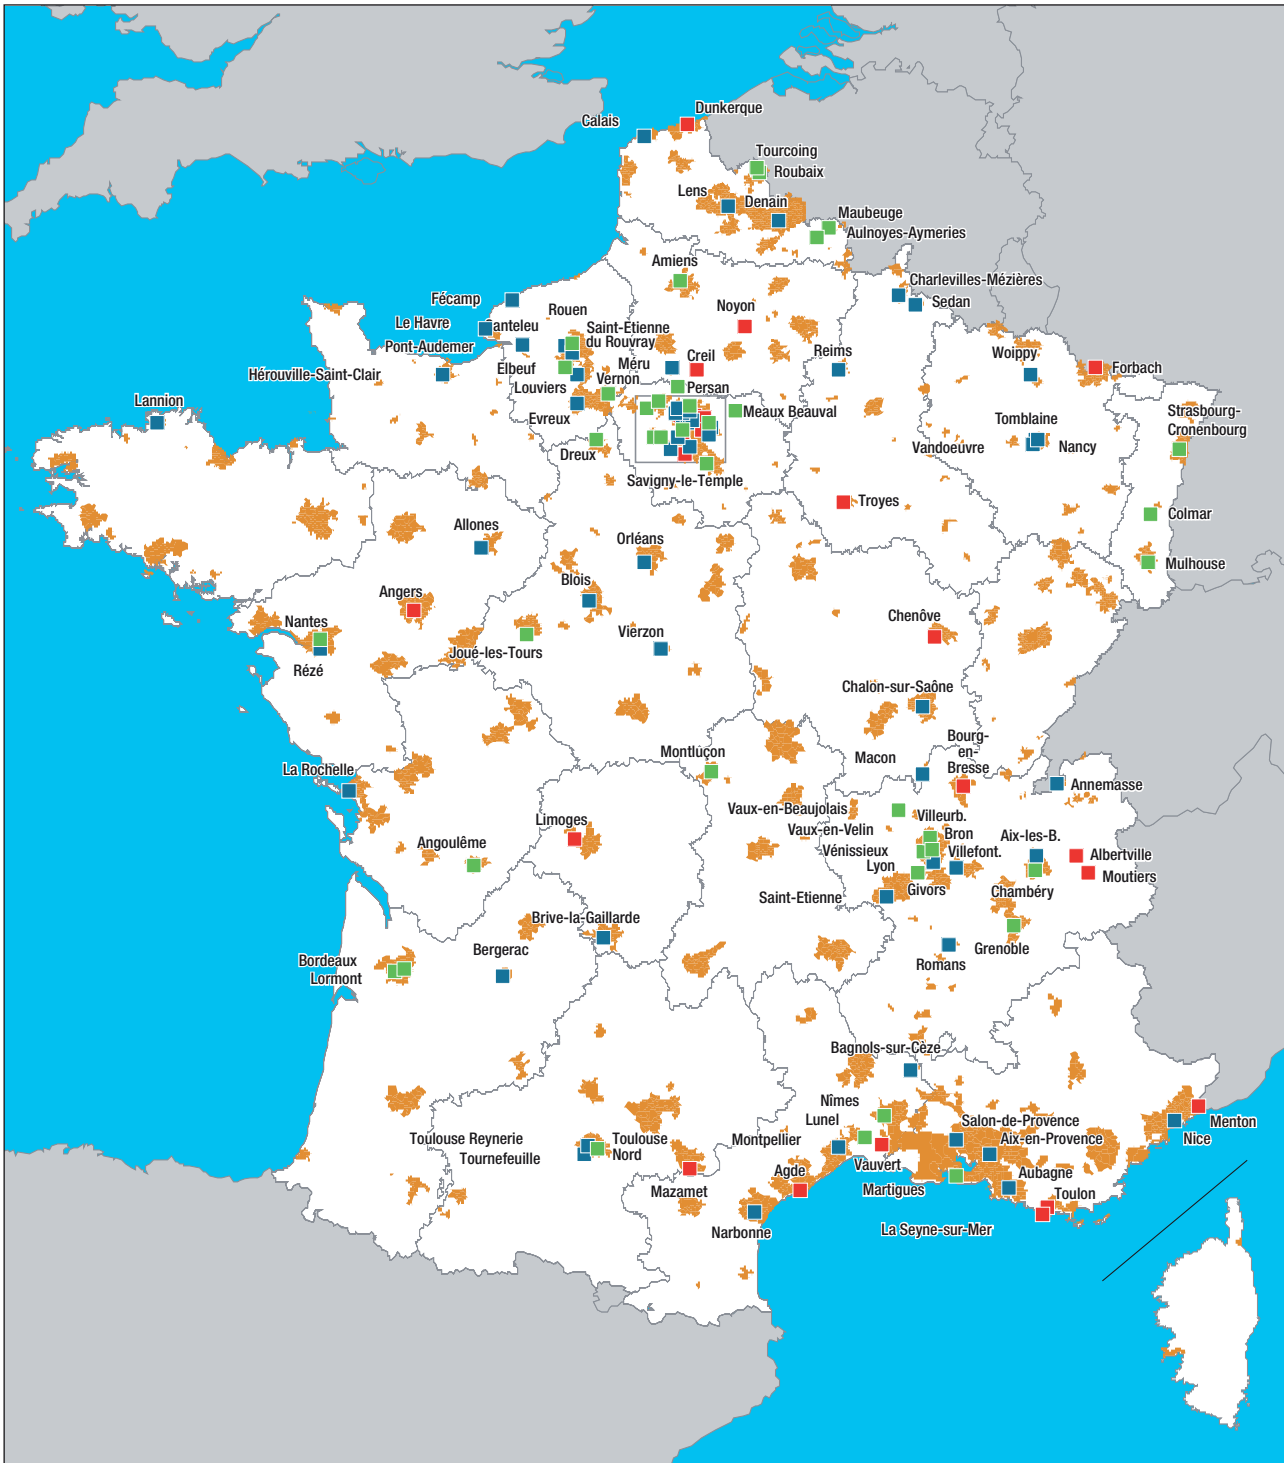 Dunkerque
Calais
Tourcoing
Roubaix
Lens
Denain
Maubeuge
Aulnoyes-Aymeries
Amiens
Charlevilles-Mézières
Sedan
Fécamp
Noyon
Rouen
Le Havre
Canteleu
Saint-Etienne
du Rouvray
Pont-Audemer
Creil
Reims
Woippy
Forbach
Hérouville-Saint-Clair
Elbeuf
Méru
Louviers
Vernon
Persan
Lannion
Evreux
Meaux Beauval
Tomblaine
Strasbourg-
Cronenbourg
Dreux
Vandoeuvre
Nancy
Savigny-le-Temple
Troyes
Colmar
Allones
Orléans
Mulhouse
Blois
Angers
Chenôve
Nantes
Vierzon
Joué-les-Tours
Rézé
Chalon-sur-Saône
Bourg-
en-
Bresse
Montluçon
Macon
La Rochelle
Annemasse
Vaux-en-Beaujolais
Villeurb.
Limoges
Vaux-en-Velin
Bron
Aix-les-B.
Angoulême
Vénissieux
Villefont.
Albertville
Lyon
Moutiers
Givors
Chambéry
Saint-Etienne
Brive-la-Gaillarde
Bergerac
Grenoble
Bordeaux
Romans
Lormont
Bagnols-sur-Cèze
Nîmes
Lunel
Salon-de-Provence
Menton
Toulouse Reynerie
Toulouse
Nord
Montpellier
Aix-en-Provence
Nice
Tournefeuille
Vauvert
Agde
Aubagne
Mazamet
Martigues
Toulon
Narbonne
La Seyne-sur-Mer